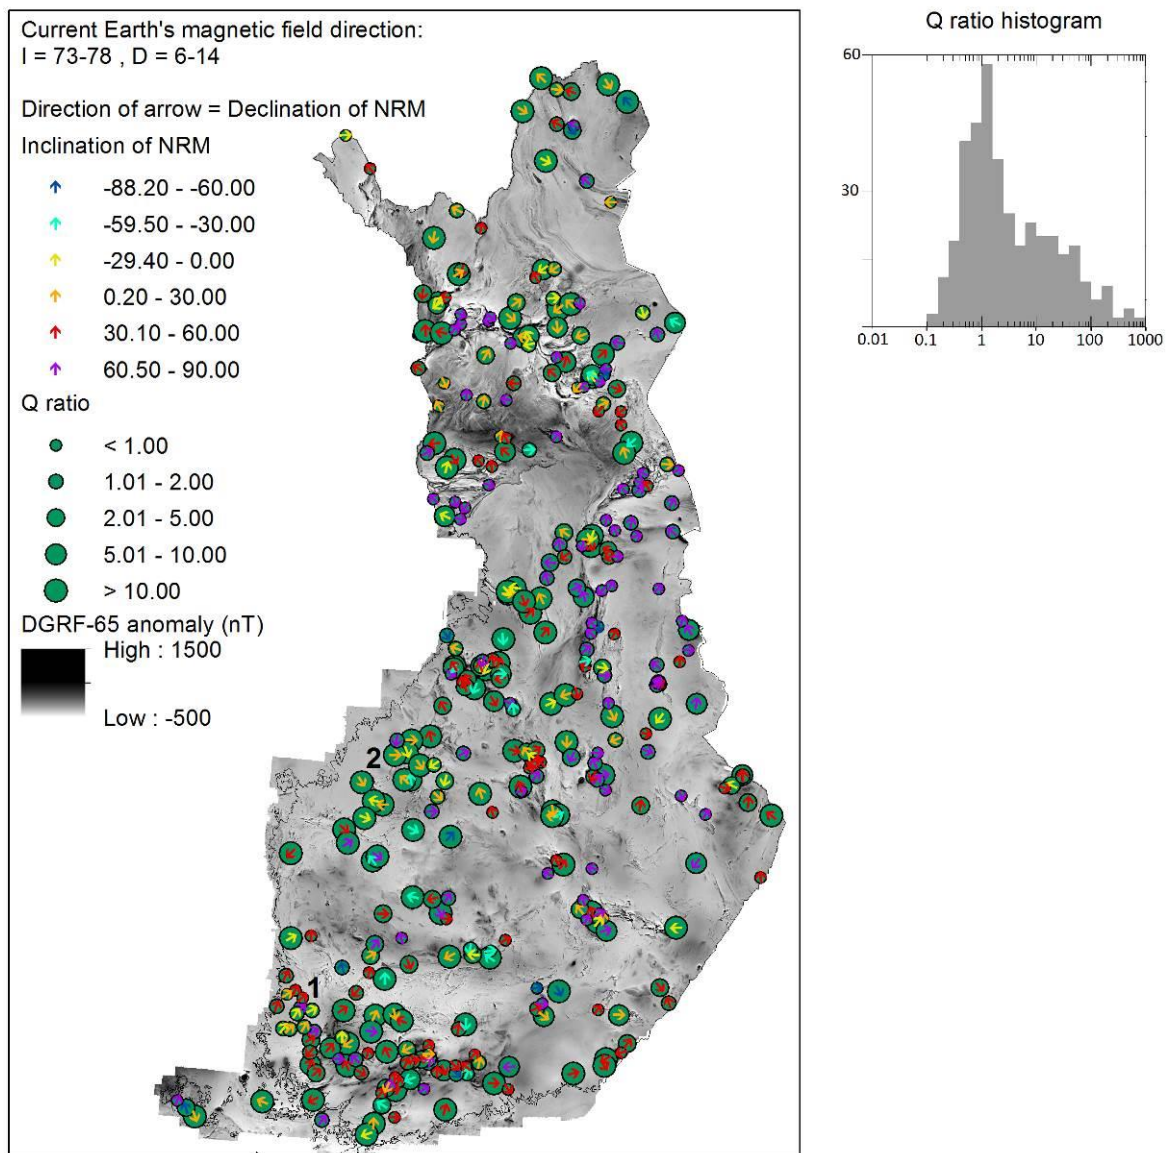 Current Earth's magnetic field direction:
I = 73-78 , D = 6-14
Direction of arrow = Declination of NRM
Inclination of NRM
-88.20 - -60.00
-59.50 - -30.00
-29.40 - 0.00
0.20 - 30.00
30.10 - 60.00
60.50 - 90.00
Q ratio
< 1.00
1.01 - 2.00
2.01 - 5.00
5.01 - 10.00
> 10.00
DGRF-65 anomaly (nT)
High : 1500
Low : -500
2
1
Q ratio histogram
60
30
0.01 0.1 1 10 100 1000